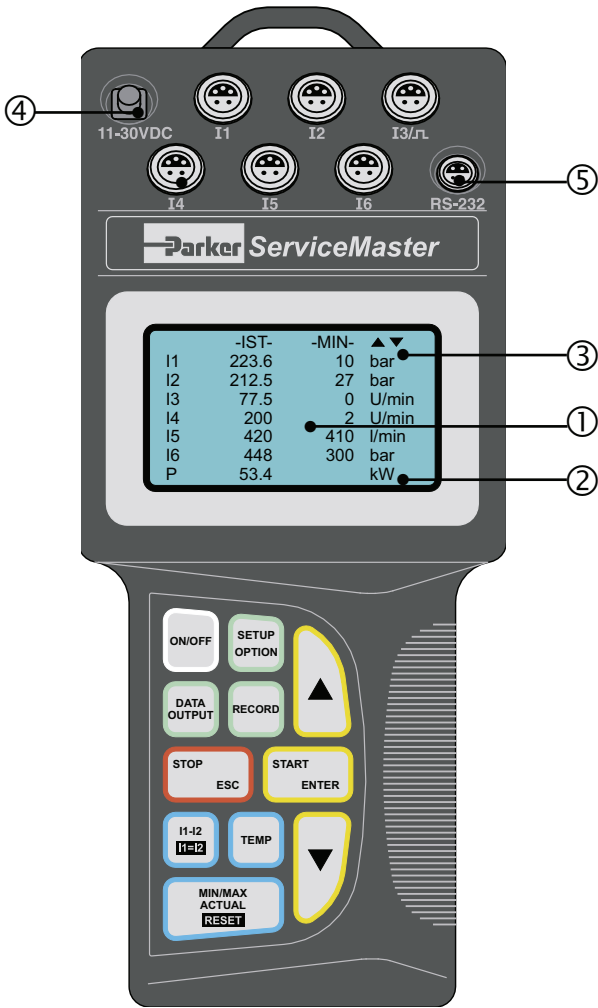 ④
11-30VDC I1 I2 I3/⎍
I4 I5 I6 RS-232
⑤
Parker ServiceMaster
-IST- -MIN- ▲ ▼
I1 223.6 10 bar
I2 212.5 27 bar
I3 77.5 0 U/min
I4 200 2 U/min
I5 420 410 l/min
I6 448 300 bar
P 53.4 kW
③
①
②
ON/OFF
SETUP
OPTION
DATA
OUTPUT
RECORD
▲
STOP
ESC
START
ENTER
I1-I2
I1=I2
TEMP
▼
MIN/MAX
ACTUAL
RESET